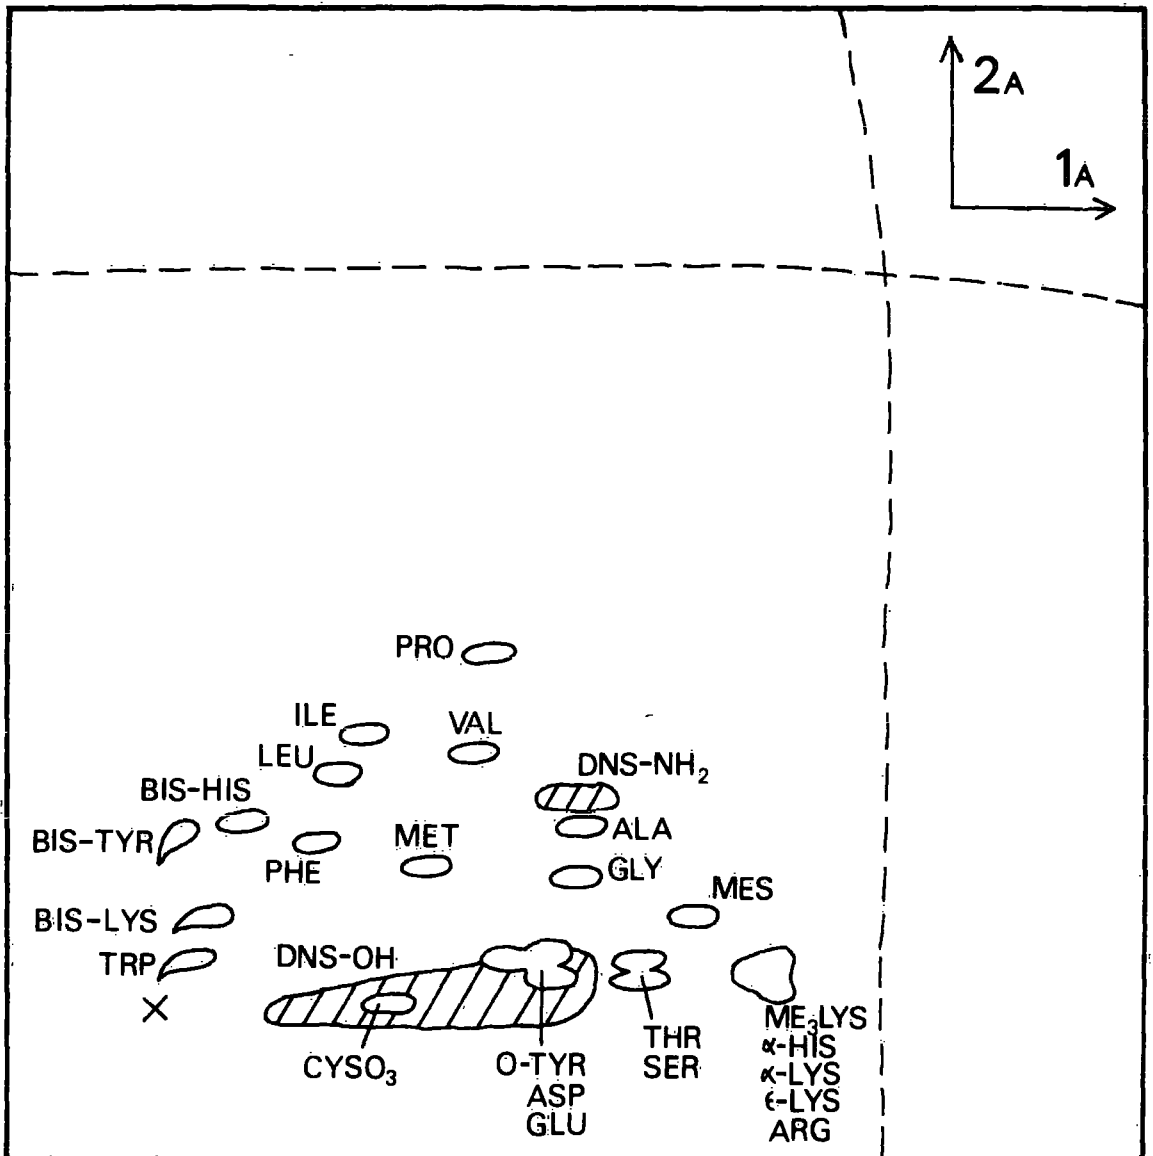 2A
1A
PRO
ILE
VAL
LEU
DNS-NH₂
BIS-HIS
BIS-TYR
MET
ALA
PHE
GLY
MES
BIS-LYS
TRP
DNS-OH
CYSO₃
O-TYR
ASP
GLU
THR
SER
ME₃LYS
α-HIS
α-LYS
ϵ-LYS
ARG